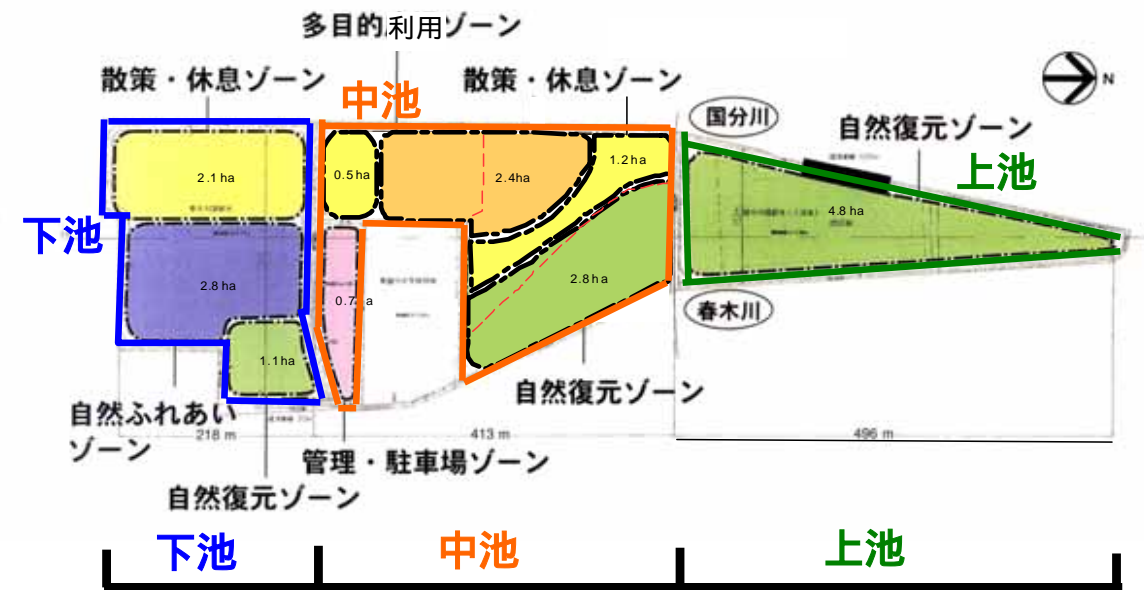 多目的利用ゾーン
散策・休息ゾーン
中池
散策・休息ゾーン
N
国分川
自然復元ゾーン
上池
下池
2.1 ha
0.5 ha
2.4ha
1.2 ha
4.8 ha
2.8 ha
0.7 a
2.8 ha
1.1 ha
春木川
自然ふれあい
ゾーン
自然復元ゾーン
218 m
413 m
496 m
管理・駐車場ゾーン
自然復元ゾーン
下池
中池
上池